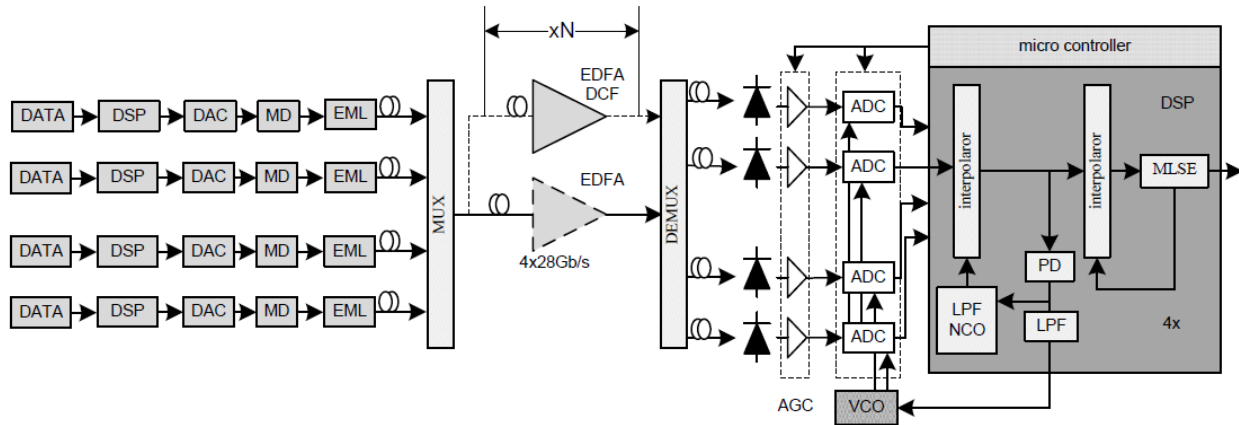 xN
micro controller
EDFA
DCF
DSP
DATA DSP DAC MD EML
ADC
DATA DSP DAC MD EML
ADC
interpolaror
interpolaror
MLSE
MUX
EDFA
DEMUX
4x28Gb/s
DATA DSP DAC MD EML
ADC
PD
DATA DSP DAC MD EML
ADC
LPF
NCO
LPF
4x
AGC
VCO